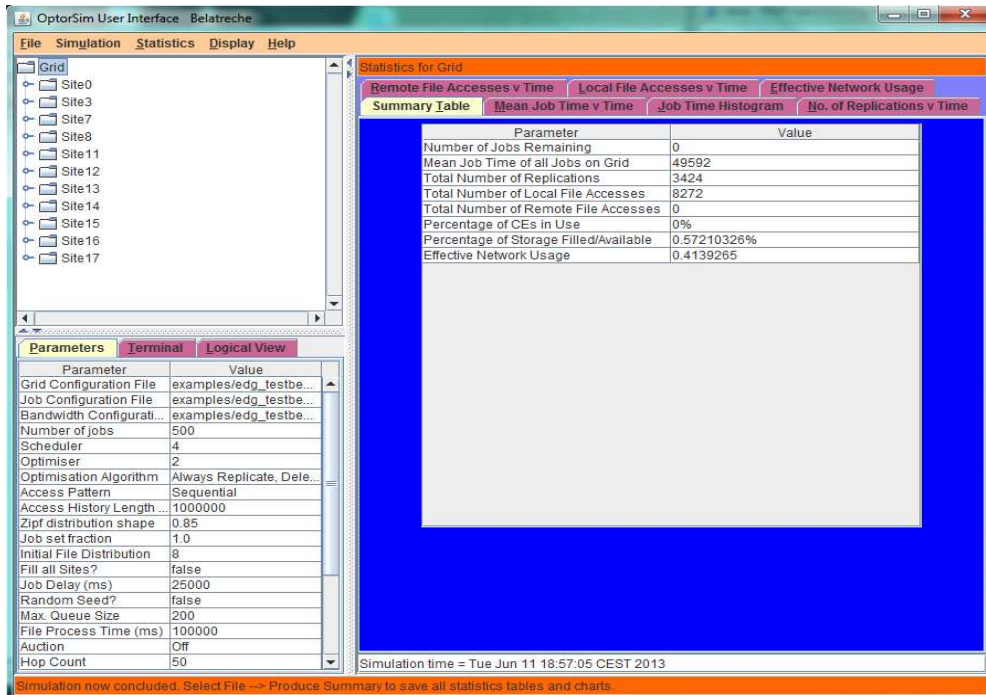 OptorSim User Interface Belatreche
File Simulation Statistics Display Help
Grid
Site0
Site3
Site7
Site8
Site11
Site12
Site13
Site14
Site15
Site16
Site17
Parameters Terminal Logical View
Parameter Value
Grid Configuration File examples/edg_testbe...
Job Configuration File examples/edg_testbe...
Bandwidth Configurati... examples/edg_testbe...
Number of jobs 500
Scheduler 4
Optimiser 2
Optimisation Algorithm Always Replicate, Dele...
Access Pattern Sequential
Access History Length ... 1000000
Zipf distribution shape 0.85
Job set fraction 1.0
Initial File Distribution 8
Fill all Sites? false
Job Delay (ms) 25000
Random Seed? false
Max. Queue Size 200
File Process Time (ms) 100000
Auction Off
Hop Count 50
Statistics for Grid
Remote File Accesses v Time Local File Accesses v Time Effective Network Usage
Summary Table Mean Job Time v Time Job Time Histogram No. of Replications v Time
Parameter Value
Number of Jobs Remaining 0
Mean Job Time of all Jobs on Grid 49592
Total Number of Replications 3424
Total Number of Local File Accesses 8272
Total Number of Remote File Accesses 0
Percentage of CEs in Use 0%
Percentage of Storage Filled/Available 0.57210326%
Effective Network Usage 0.4139265
Simulation time = Tue Jun 11 18:57:05 CEST 2013
Simulation now concluded. Select File --> Produce Summary to save all statistics tables and charts.